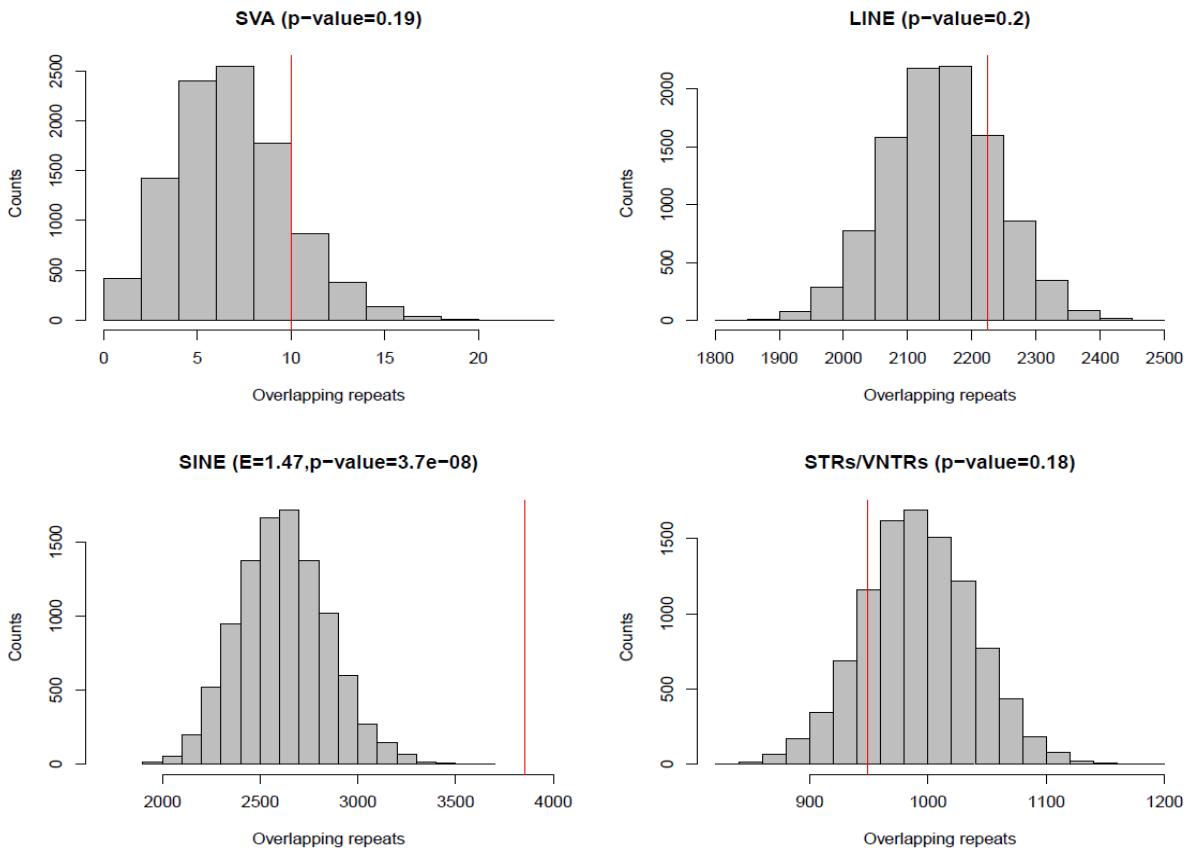 SVA (p−value=0.19)
Counts
2500
2000
1500
1000
500
0
0 5 10 15 20
Overlapping repeats
LINE (p−value=0.2)
Counts
2000
1500
1000
500
0
1800 1900 2000 2100 2200 2300 2400 2500
Overlapping repeats
SINE (E=1.47,p−value=3.7e−08)
Counts
1500
1000
500
0
2000 2500 3000 3500 4000
Overlapping repeats
STRs/VNTRs (p−value=0.18)
Counts
1500
1000
500
0
900 1000 1100 1200
Overlapping repeats